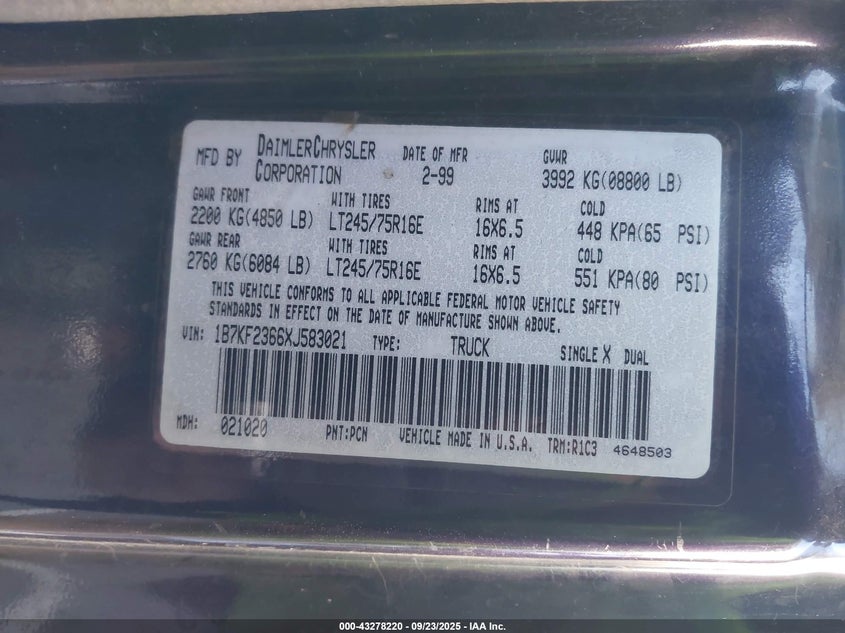 MFD BY DAIMLERCHRYSLER CORPORATION DATE OF MFR 2-99 GVWR 3992 KG(08800 LB)
GAWR FRONT WITH TIRES RIMS AT COLD
2200 KG(4850 LB) LT245/75R16E 16X6.5 448 KPA(65 PSI)
GAWR REAR WITH TIRES RIMS AT COLD
2760 KG(6084 LB) LT245/75R16E 16X6.5 551 KPA(80 PSI)
THIS VEHICLE CONFORMS TO ALL APPLICABLE FEDERAL MOTOR VEHICLE SAFETY
STANDARDS IN EFFECT ON THE DATE OF MANUFACTURE SHOWN ABOVE.
VIN: 1B7KF2366XJ583021 TYPE: TRUCK SINGLE X DUAL
MDH: 021020 PNT:PCN VEHICLE MADE IN U.S.A. TRM:R1C3 4648503
000-43278220 - 09/23/2025 - IAA Inc.